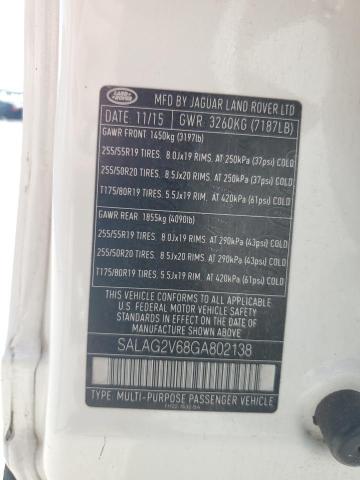 LAND ROVER
MFD BY JAGUAR LAND ROVER LTD
DATE 11/15 GWR 3260KG (7187LB)
GAWR FRONT 1450kg (3197lb)
255/55R19 TIRES. 8.0Jx19 RIMS. AT 250kPa (37psi) COLD
255/50R20 TIRES. 8.5Jx20 RIMS. AT 250kPa (37psi) COLD
T175/80R19 TIRES. 5.5Jx19 RIM. AT 420kPa (61psi) COLD
GAWR REAR 1855kg (4090lb)
255/55R19 TIRES. 8.0Jx19 RIMS AT 290kPa (43psi) COLD
255/50R20 TIRES. 8.5Jx20 RIMS AT 290kPa (43psi) COLD
T175/80R19 TIRES. 5.5Jx19 RIM. AT 420kPa (61psi) COLD
THIS VEHICLE CONFORMS TO ALL APPLICABLE
U.S FEDERAL MOTOR VEHICLE SAFETY
STANDARDS IN EFFECT ON THE DATE OF
MANUFACTURE SHOWN ABOVE.
SALAG2V68GA802138
TYPE: MULTI-PURPOSE PASSENGER VEHICLE